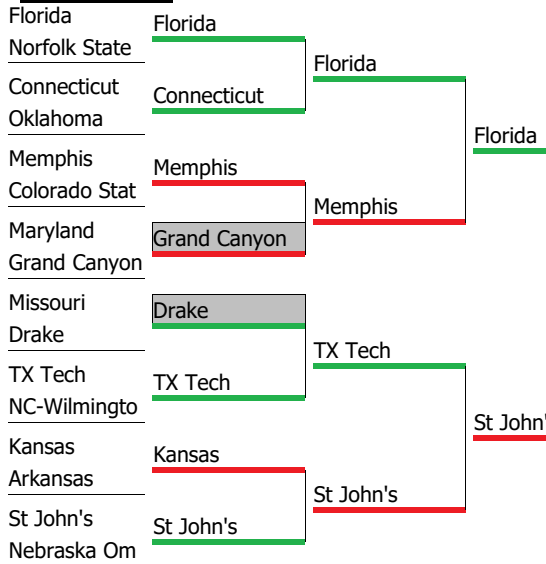 Florida
Norfolk State
Connecticut
Oklahoma
Memphis
Colorado Stat
Maryland
Grand Canyon
Missouri
Drake
TX Tech
NC-Wilmingto
Kansas
Arkansas
St John's
Nebraska Om
Florida
Connecticut
Memphis
Grand Canyon
Drake
TX Tech
Kansas
St John's
Florida
Memphis
TX Tech
St John's
Florida
St John'